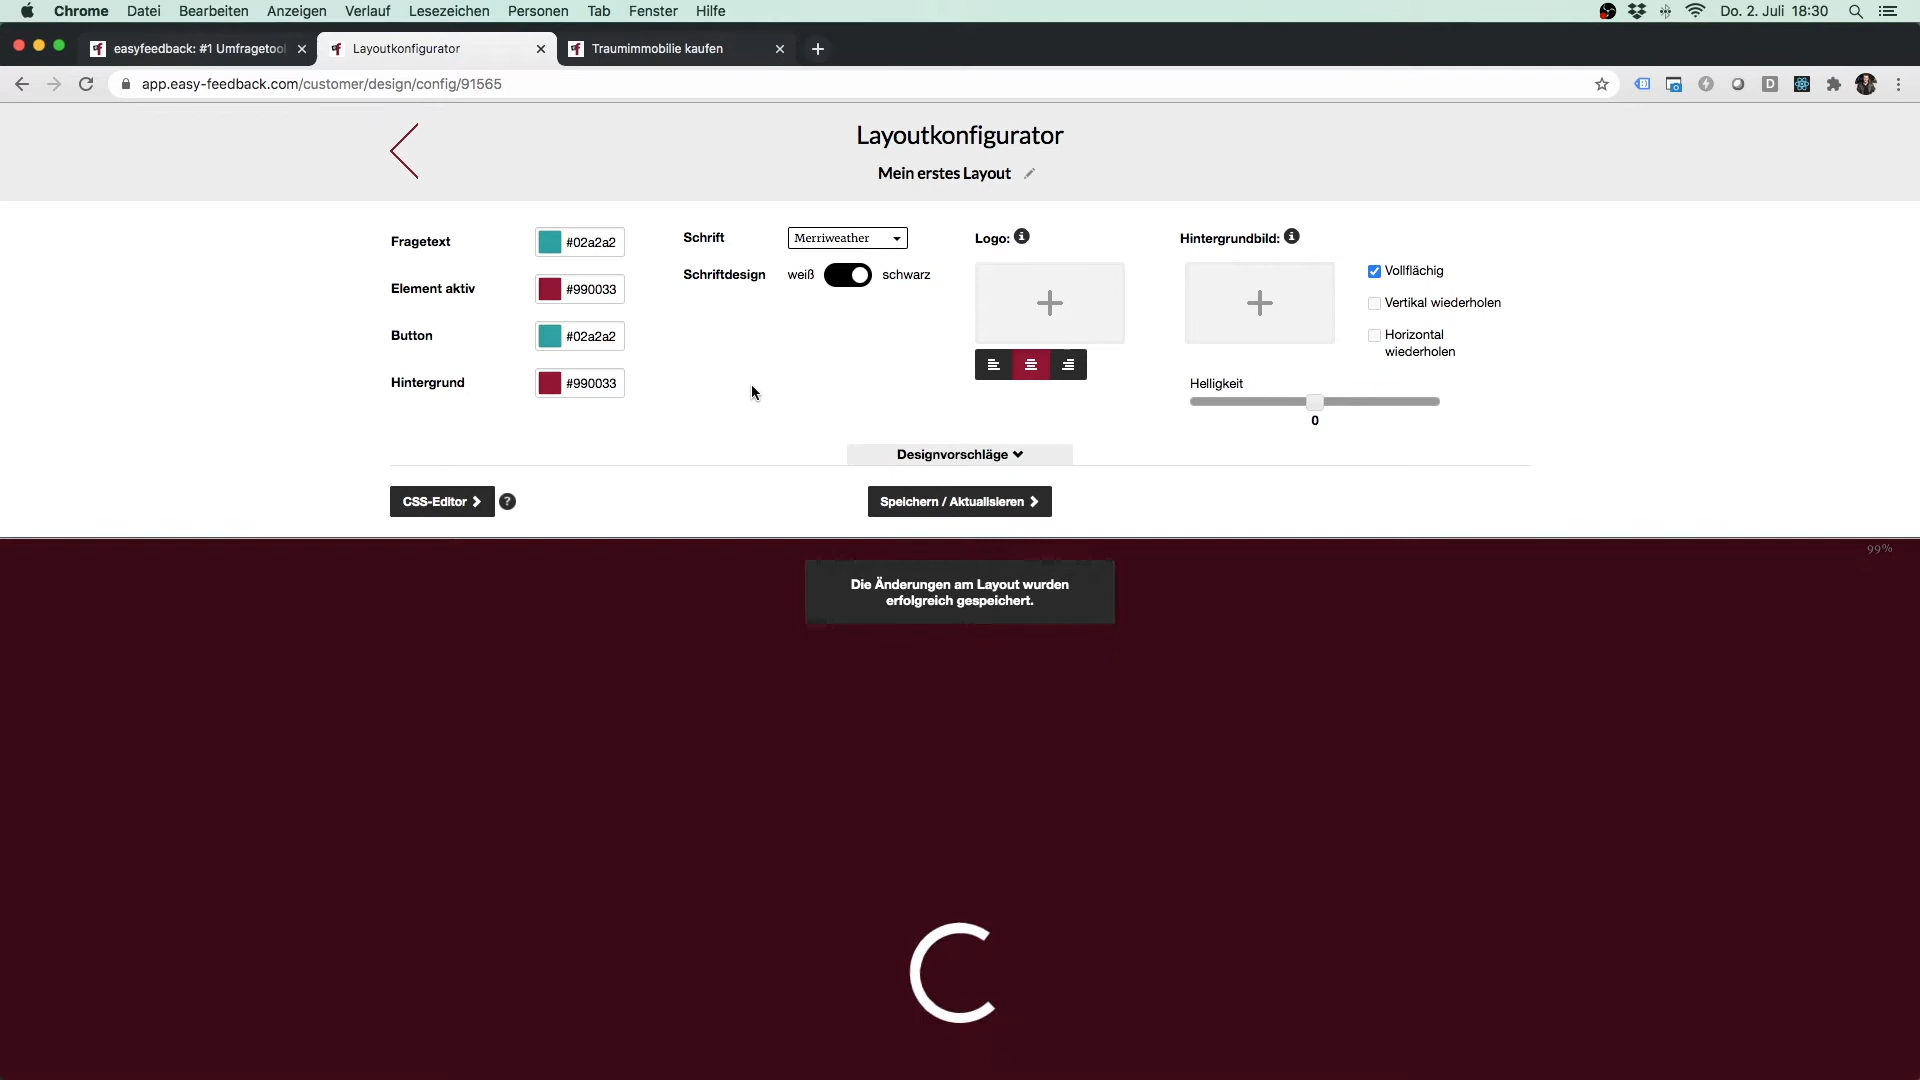 Chrome Datei Bearbeiten Anzeigen Verlauf Lesezeichen Personen Tab Fenster Hilfe Do. 2. Juli 18:30
easyfeedback: #1 Umfragetool Layoutkonfigurator Traumimmobilie kaufen
app.easy-feedback.com/customer/design/config/91565
Layoutkonfigurator
Mein erstes Layout
Fragetext #02a2a2 Schrift Merriweather Logo: Hintergrundbild:
Schriftdesign weiß schwarz Vollflächig
Element aktiv #990033 Vertikal wiederholen
Button #02a2a2 Horizontal
wiederholen
Hintergrund #990033 Helligkeit
0
Designvorschläge
CSS-Editor ? Speichern / Aktualisieren
99%
Die Änderungen am Layout wurden
erfolgreich gespeichert.